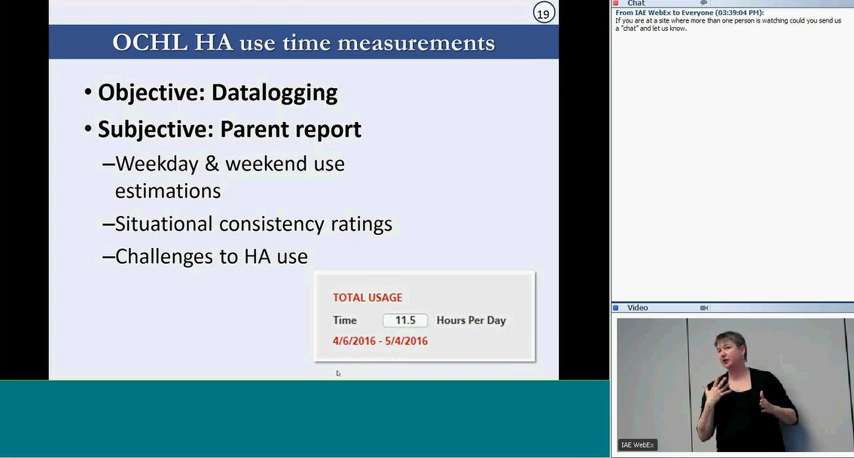 19
OCHL HA USE TIME MEASUREMENTS
• Objective: Datalogging
• Subjective: Parent report
–Weekday & weekend use
estimations
–Situational consistency ratings
–Challenges to HA use
TOTAL USAGE
Time 11.5 Hours Per Day
4/6/2016 - 5/4/2016
Chat
From IAE WebEx to Everyone (03:39:04 PM):
If you are at a site where more than one person is watching could you send us
a "chat" and let us know.
Video
IAE WebEx